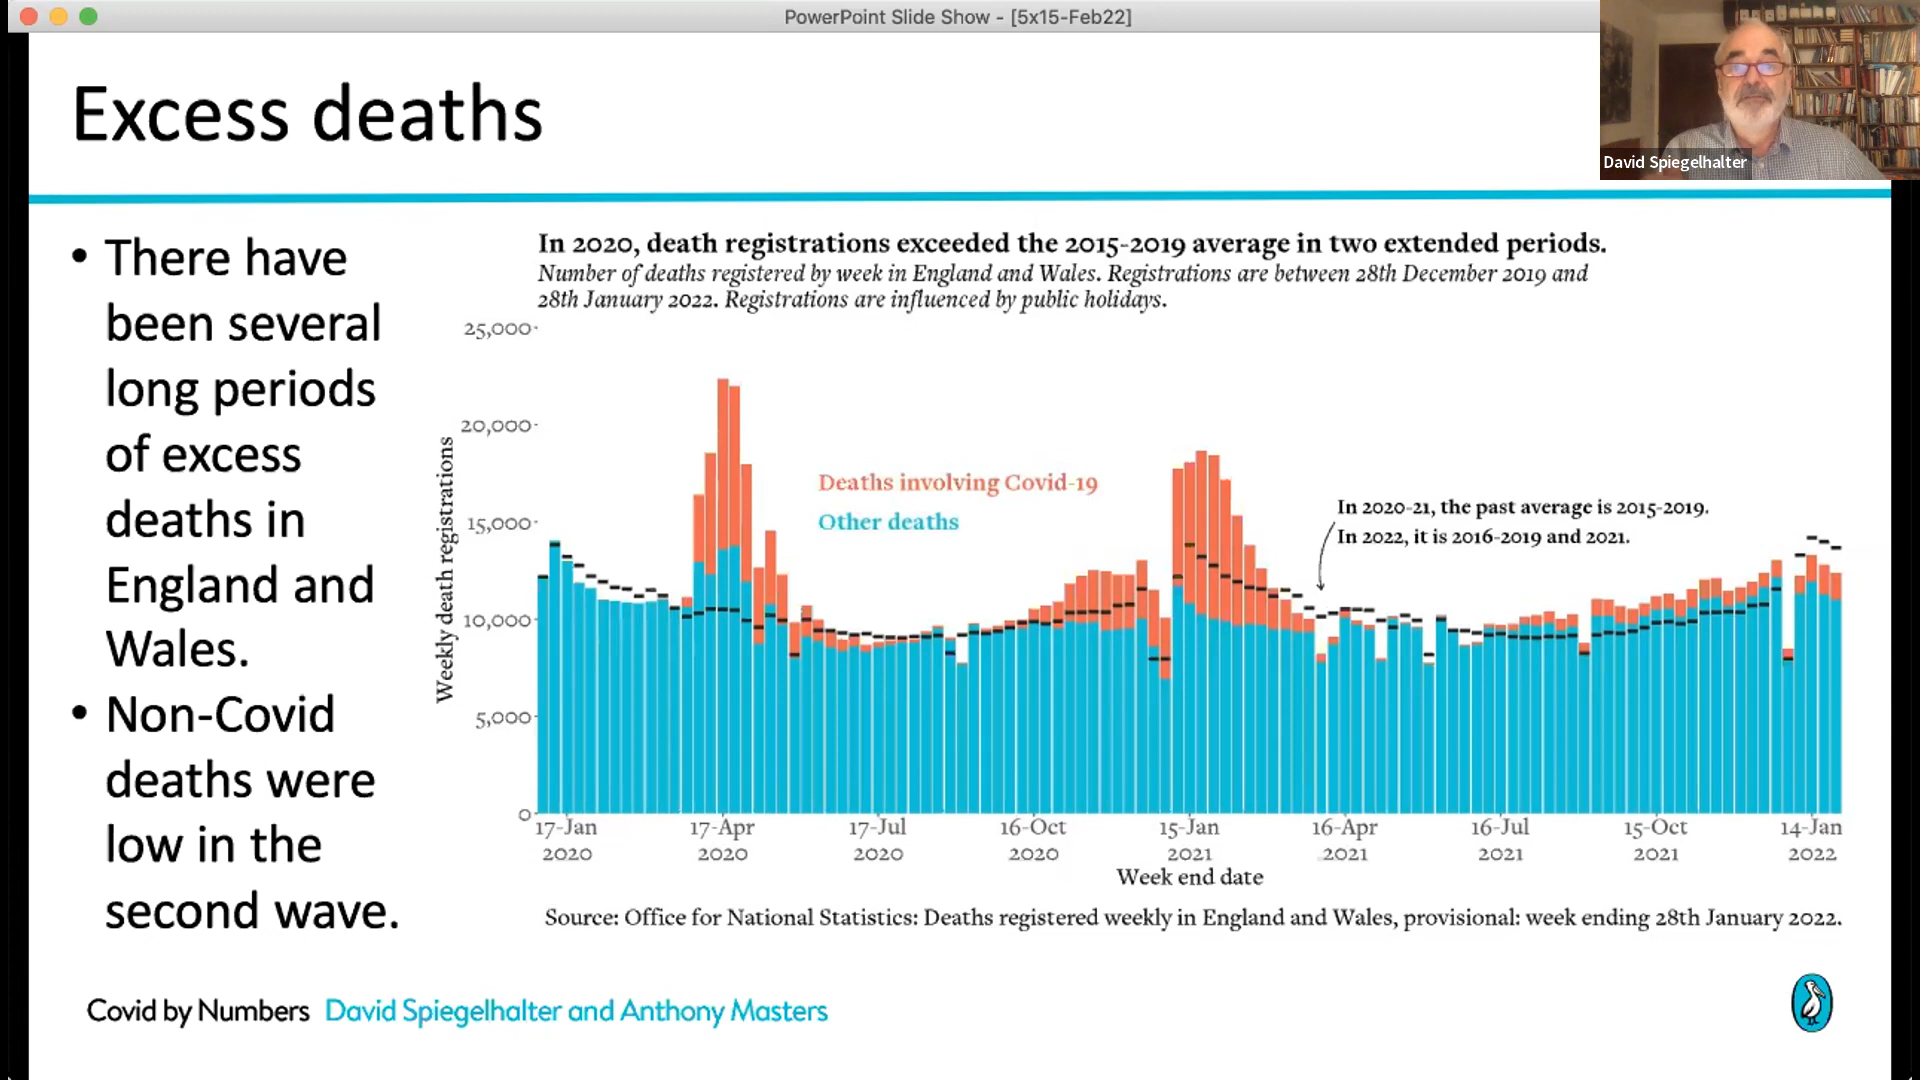 PowerPoint Slide Show - [5x15-Feb22]
David Spiegelhalter
Excess deaths
• There have
been several
long periods
of excess
deaths in
England and
Wales.
• Non-Covid
deaths were
low in the
second wave.
In 2020, death registrations exceeded the 2015-2019 average in two extended periods.
Number of deaths registered by week in England and Wales. Registrations are between 28th December 2019 and
28th January 2022. Registrations are influenced by public holidays.
Weekly death registrations
25,000
20,000
15,000
10,000
5,000
0
Deaths involving Covid-19
Other deaths
In 2020-21, the past average is 2015-2019.
In 2022, it is 2016-2019 and 2021.
17-Jan 17-Apr 17-Jul 16-Oct 15-Jan 16-Apr 16-Jul 15-Oct 14-Jan
2020 2020 2020 2020 2021 2021 2021 2021 2022
Week end date
Source: Office for National Statistics: Deaths registered weekly in England and Wales, provisional: week ending 28th January 2022.
Covid by Numbers David Spiegelhalter and Anthony Masters